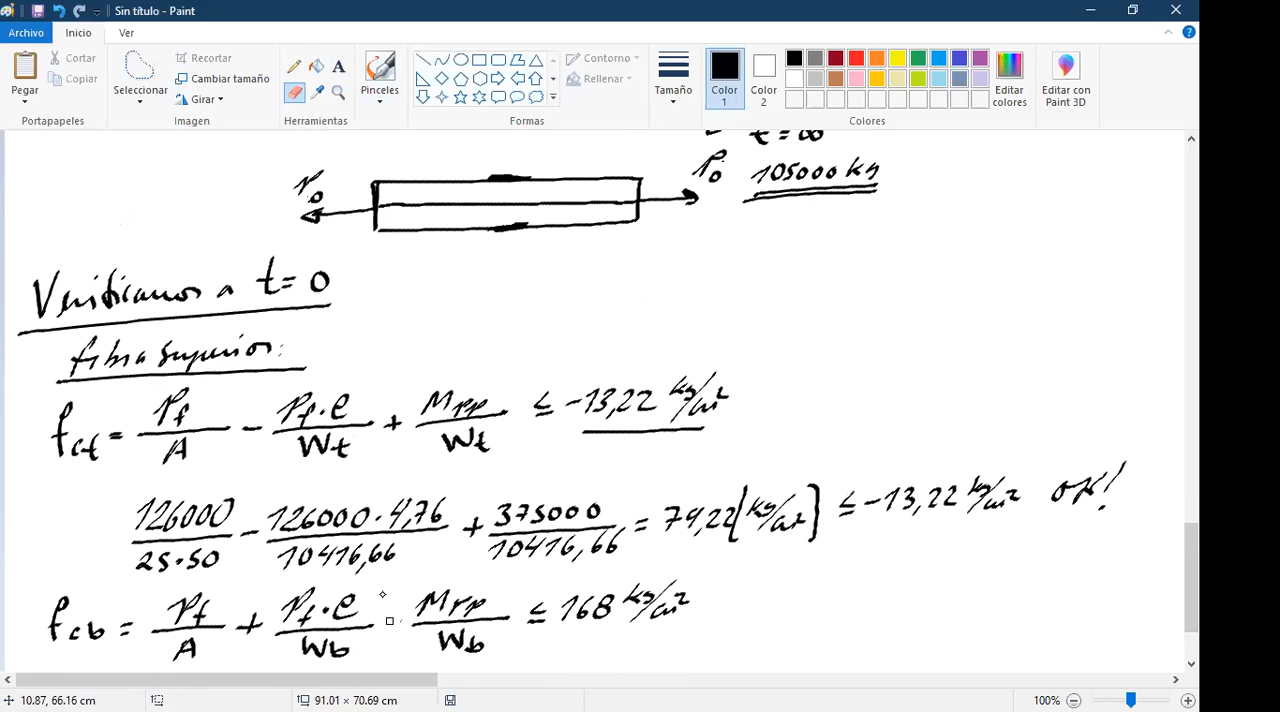 Sin título - Paint
Archivo Inicio Ver
Pegar
Cortar
Copiar
Portapapeles
Seleccionar
Recortar
Cambiar tamaño
Girar
Imagen
A
Herramientas
Pinceles
Contorno
Rellenar
Formas
Tamaño
Color 1
Color 2
Editar colores
Editar con Paint 3D
Colores
t = ∞
P₀ P₀ 105000 kg
Verificamos a t = 0
fibra superior:
fct = Pf/A - Pf·e/Wt + Mpp/Wt ≤ -13,22 kg/cm²
126000/25·50 - 126000·4,76/10416,66 + 375000/10416,66 = 79,22 (kg/cm²) ≤ -13,22 kg/cm² ok!
fcb = Pf/A + Pf·e/Wb Mpp/Wb ≤ 168 kg/cm²
10.87, 66.16 cm
91.01 × 70.69 cm
100%